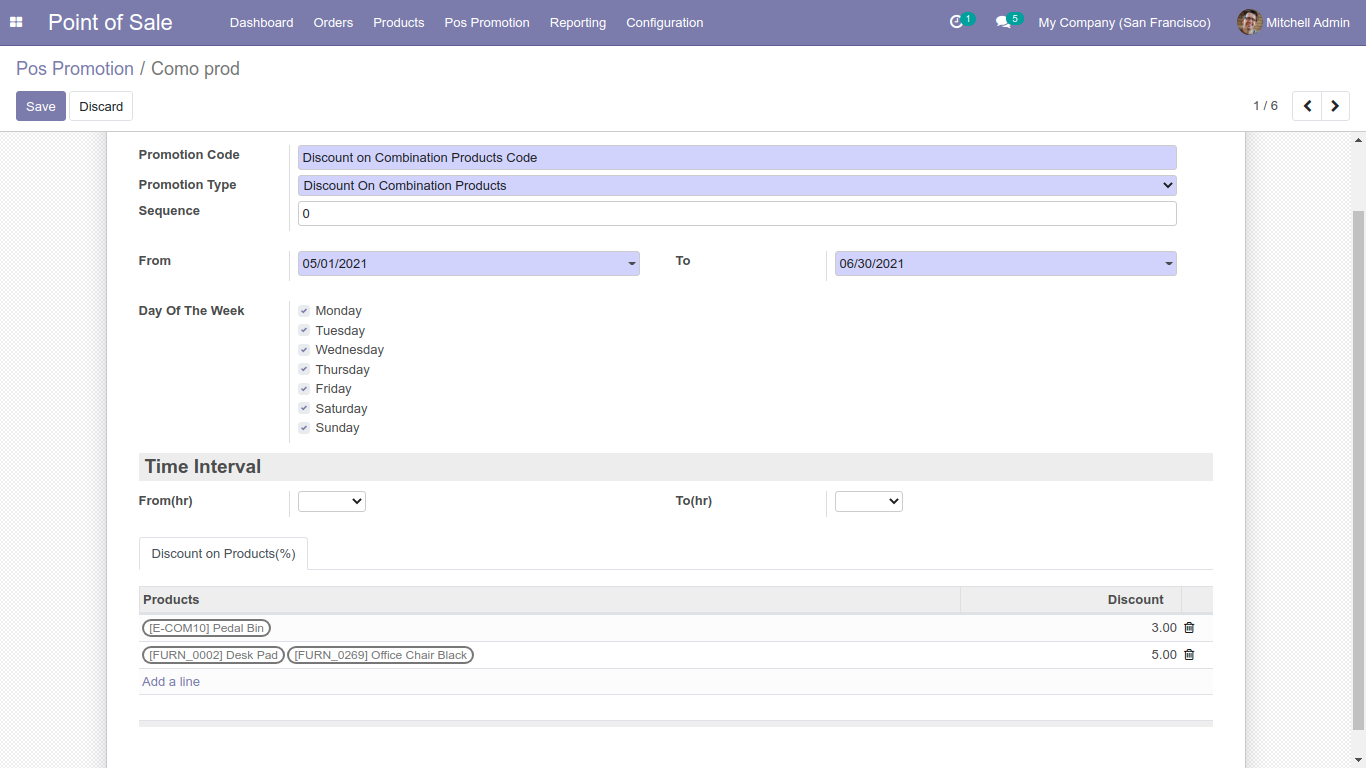 Point of Sale Dashboard Orders Products Pos Promotion Reporting Configuration 1 5 My Company (San Francisco) Mitchell Admin
Pos Promotion / Como prod
Save Discard 1 / 6
Promotion Code Discount on Combination Products Code
Promotion Type Discount On Combination Products
Sequence 0
From 05/01/2021 To 06/30/2021
Day Of The Week Monday
Tuesday
Wednesday
Thursday
Friday
Saturday
Sunday
Time Interval
From(hr) To(hr)
Discount on Products(%)
Products Discount
[E-COM10] Pedal Bin 3.00
[FURN_0002] Desk Pad [FURN_0269] Office Chair Black 5.00
Add a line